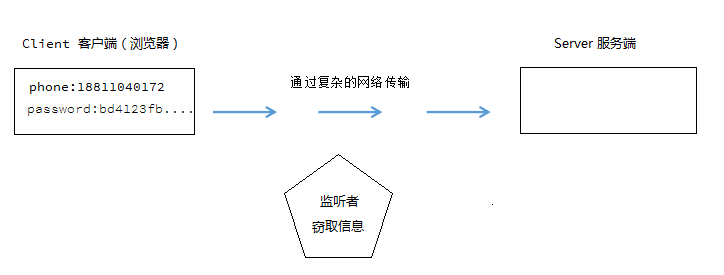 Client 客户端（浏览器）
Server 服务端
phone:18811040172
password:bd4123fb....
通过复杂的网络传输
监听者
窃取信息